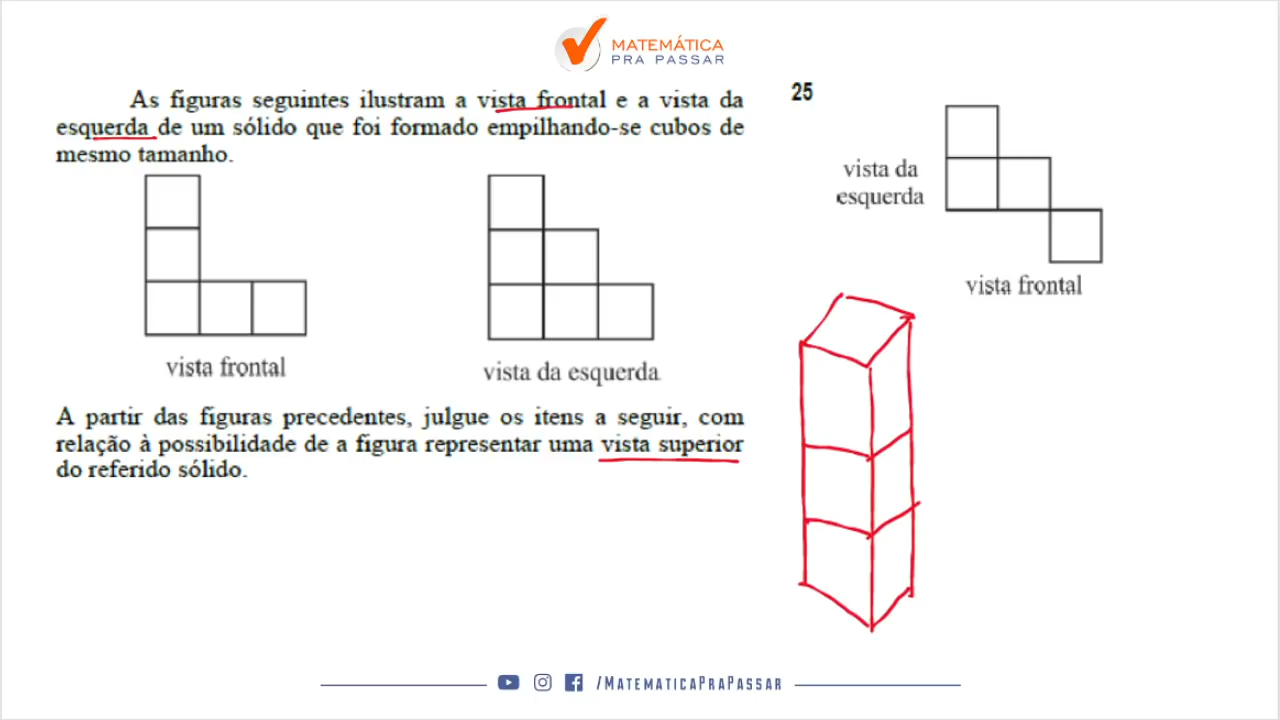 MATEMÁTICA
PRA PASSAR
As figuras seguintes ilustram a vista frontal e a vista da
esquerda de um sólido que foi formado empilhando-se cubos de
mesmo tamanho.
vista frontal
vista da esquerda
A partir das figuras precedentes, julgue os itens a seguir, com
relação à possibilidade de a figura representar uma vista superior
do referido sólido.
25
vista da
esquerda
vista frontal
/MATEMATICAPRAPASSAR